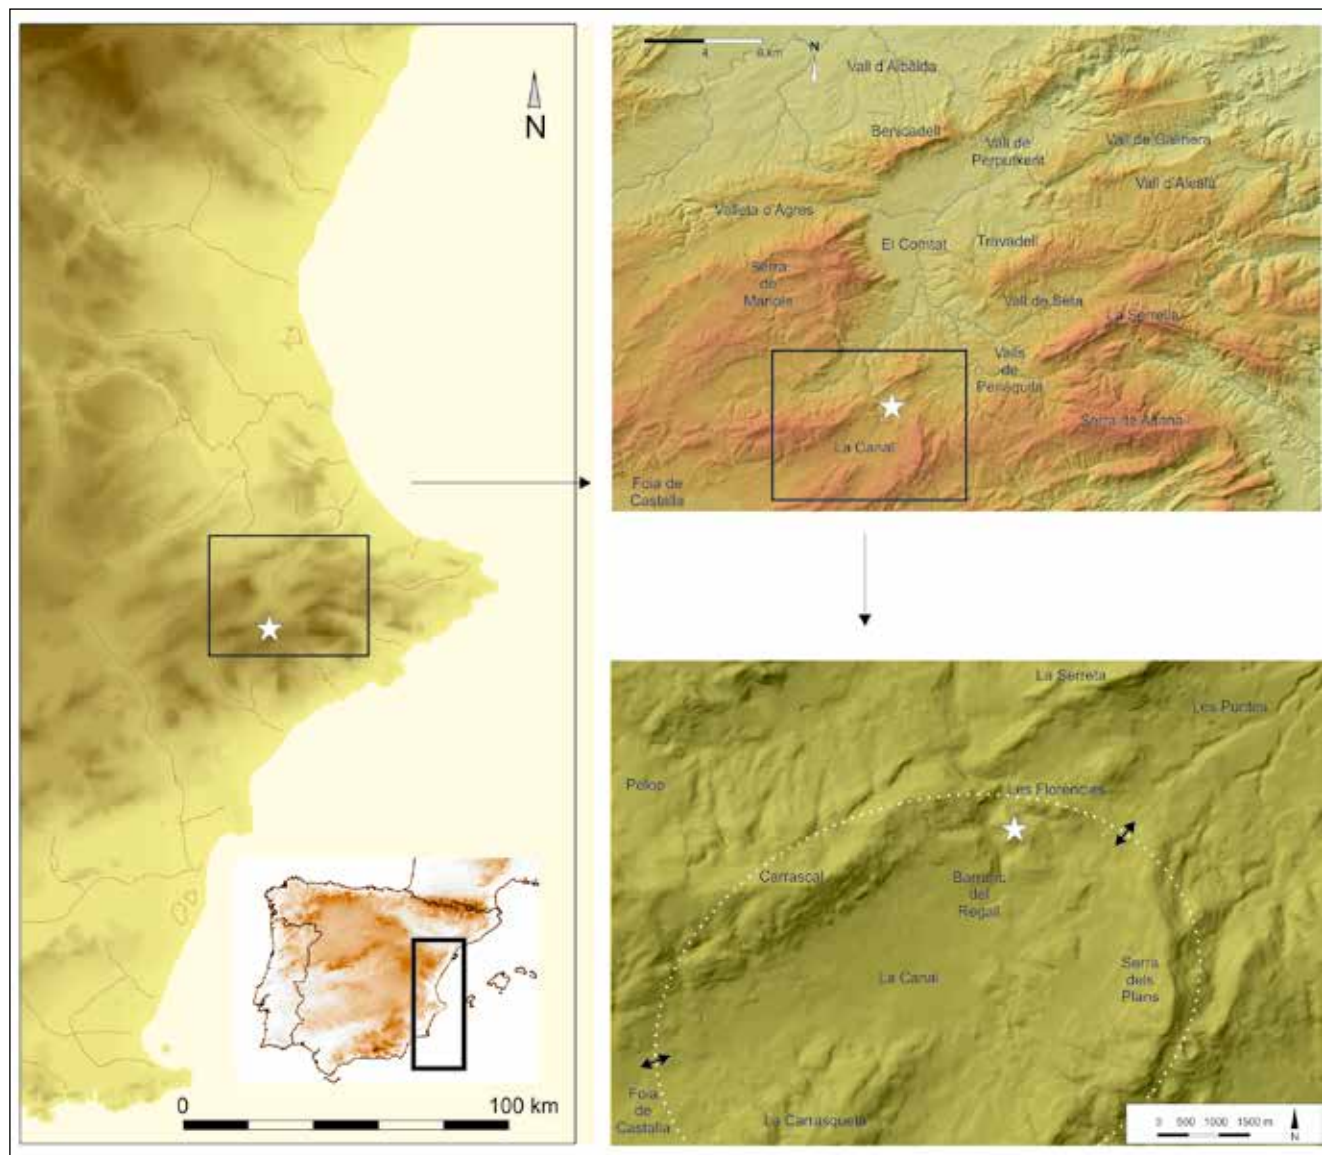 N
0
100 km
4
8 km
N
Vall d'Albaida
Benicadell
Vall de
Perputxent
Vall de Gallinera
Vall d'Alcalà
Valleta d'Agres
El Comtat
Travadell
Serra
de
Mariola
Vall de Seta
La Serrella
Valls
de
Penàguila
Serra de Aitana
La Canal
Foia de
Castalla
La Serreta
Les Puntes
Polop
Les Florències
Carrascal
Barranc
del
Regall
La Canal
Serra
dels
Plans
Foia
de
Castalla
La Carrasqueta
0 500 1000 1500 m
N